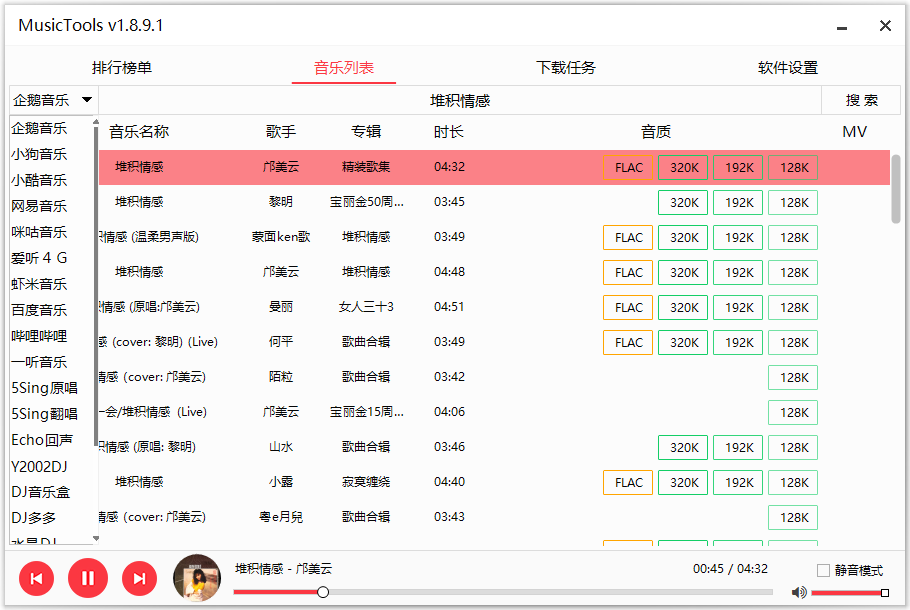 MusicTools v1.8.9.1
排行榜单 音乐列表 下载任务 软件设置
企鹅音乐 堆积情感 搜 索
音乐名称 歌手 专辑 时长 音质 MV
企鹅音乐
小狗音乐
小酷音乐
网易音乐
咪咕音乐
爱听 4 G
虾米音乐
百度音乐
哔哩哔哩
一听音乐
5Sing原唱
5Sing翻唱
Echo回声
Y2002DJ
DJ音乐盒
DJ多多
水晶DJ
堆积情感 邝美云 精装歌集 04:32 FLAC 320K 192K 128K
堆积情感 黎明 宝丽金50周... 03:45 320K 192K 128K
情感 (温柔男声版) 蒙面ken歌 堆积情感 03:49 FLAC 320K 192K 128K
堆积情感 邝美云 堆积情感 04:48 FLAC 320K 192K 128K
情感 (原唱:邝美云) 曼丽 女人三十3 04:51 FLAC 320K 192K 128K
感 (cover: 黎明) (Live) 何平 歌曲合辑 03:49 FLAC 320K 192K 128K
情感 (cover: 邝美云) 陌粒 歌曲合辑 03:42 128K
一会/堆积情感 (Live) 邝美云 宝丽金15周... 04:06 128K
情感 (原唱: 黎明) 山水 歌曲合辑 03:46 320K 192K 128K
堆积情感 小露 寂寞缠绕 04:40 FLAC 320K 192K 128K
情感 (cover: 邝美云) 粤e月兒 歌曲合辑 03:43 128K
堆积情感 - 邝美云 00:45 / 04:32 静音模式